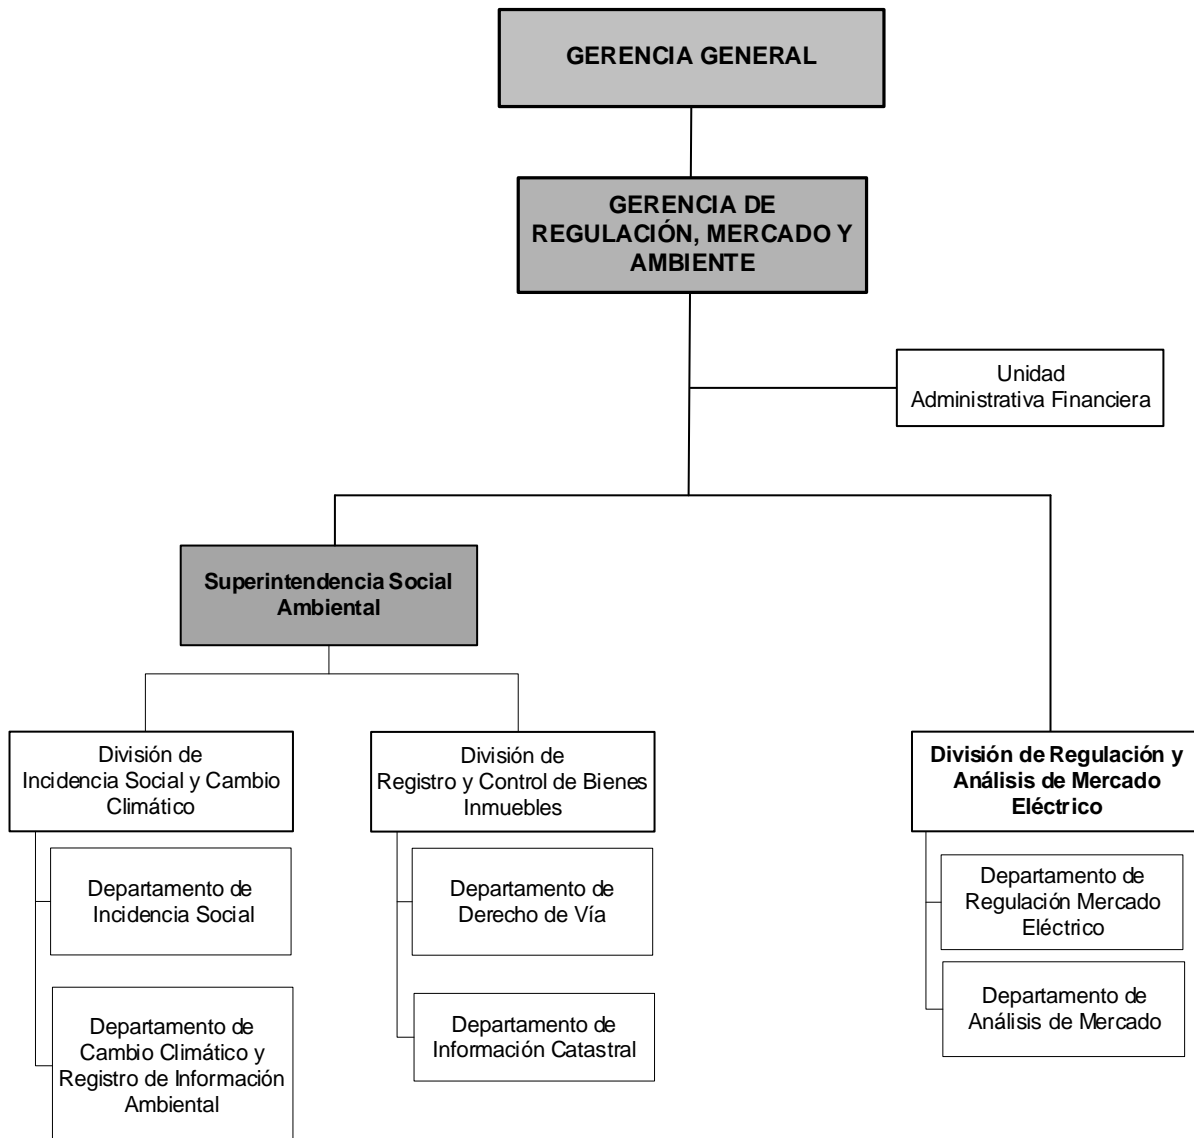 GERENCIA GENERAL
GERENCIA DE
REGULACIÓN, MERCADO Y
AMBIENTE
Unidad
Administrativa Financiera
Superintendencia Social
Ambiental
División de
Incidencia Social y Cambio
Climático
División de
Registro y Control de Bienes
Inmuebles
División de Regulación y
Análisis de Mercado
Eléctrico
Departamento de
Incidencia Social
Departamento de
Cambio Climático y
Registro de Información
Ambiental
Departamento de
Derecho de Vía
Departamento de
Información Catastral
Departamento de
Regulación Mercado
Eléctrico
Departamento de
Análisis de Mercado